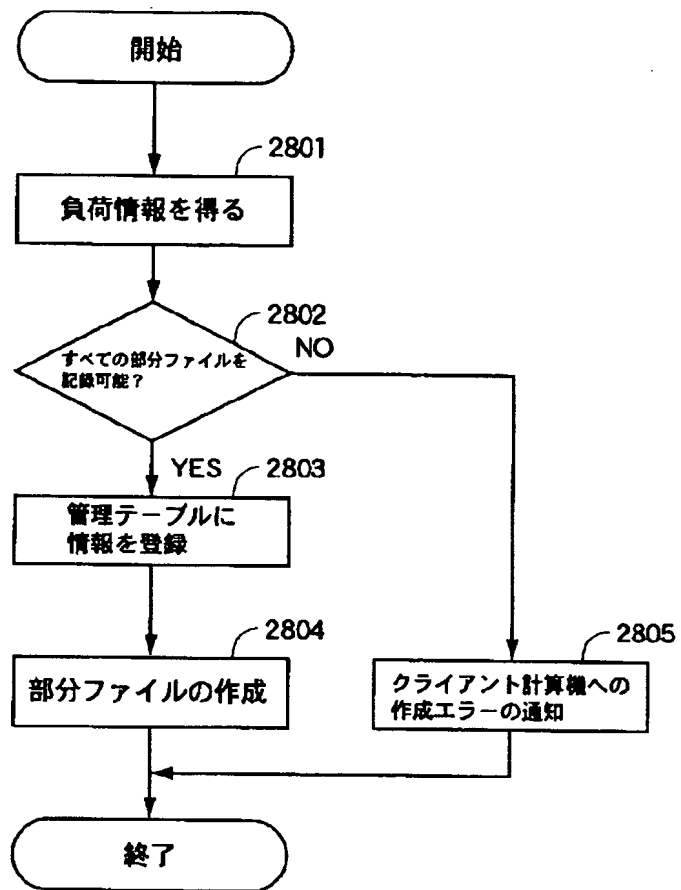 開始
2801
負荷情報を得る
2802
すべての部分ファイルを
記録可能?
NO
YES
2803
管理テーブルに
情報を登録
2804
部分ファイルの作成
2805
クライアント計算機への
作成エラーの通知
終了